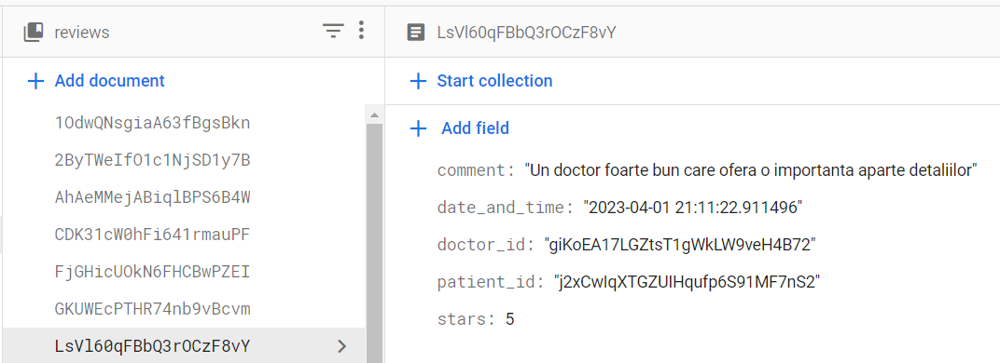 reviews
Add document
1OdwQNsgiaA63fBgsBkn
2ByTWeIfO1c1NjSD1y7B
AhAeMMejABiqlBPS6B4W
CDK31cW0hFi641rmauPF
FjGHicUOkN6FHCBwPZEI
GKUWEcPTHR74nb9vBcvm
LsVl60qFBbQ3rOCzF8vY
LsVl60qFBbQ3rOCzF8vY
Start collection
Add field
comment: "Un doctor foarte bun care ofera o importanta aparte detaliilor"
date_and_time: "2023-04-01 21:11:22.911496"
doctor_id: "giKoEA17LGZtsT1gWkLW9veH4B72"
patient_id: "j2xCwIqXTGZUIHqufp6S91MF7nS2"
stars: 5